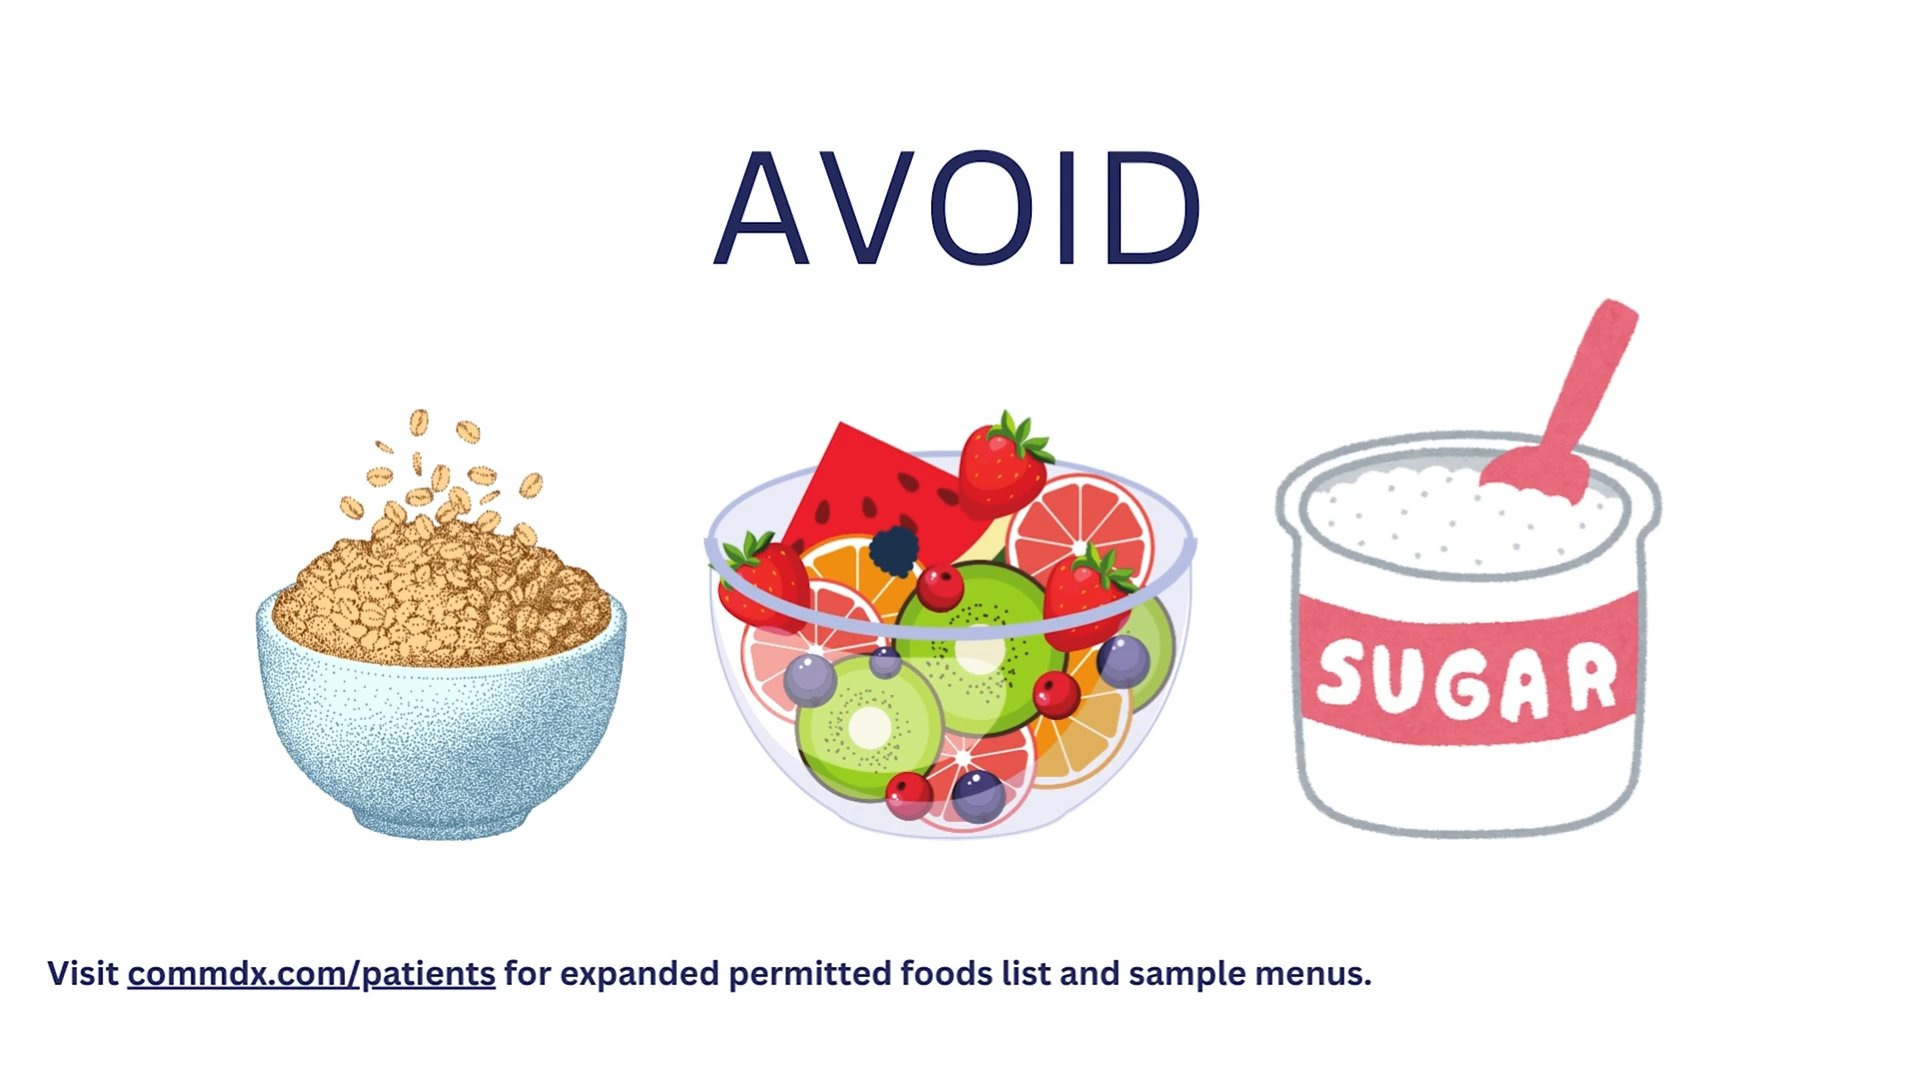 AVOID
SUGAR
Visit commdx.com/patients for expanded permitted foods list and sample menus.